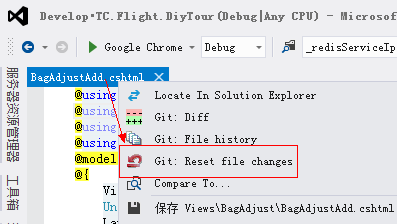 Develop•TC.Flight.DiyTour(Debug|Any CPU) - Microsof
Google Chrome
Debug
_redisServiceIp
服务器资源管理器
工具箱
BagAdjustAdd.cshtml
@using
@using
@using
@using
@model
@{
Vi
Un
La
Locate In Solution Explorer
Git: Diff
Git: File history
Git: Reset file changes
Compare To...
保存 Views\BagAdjust\BagAdjustAdd.cshtml